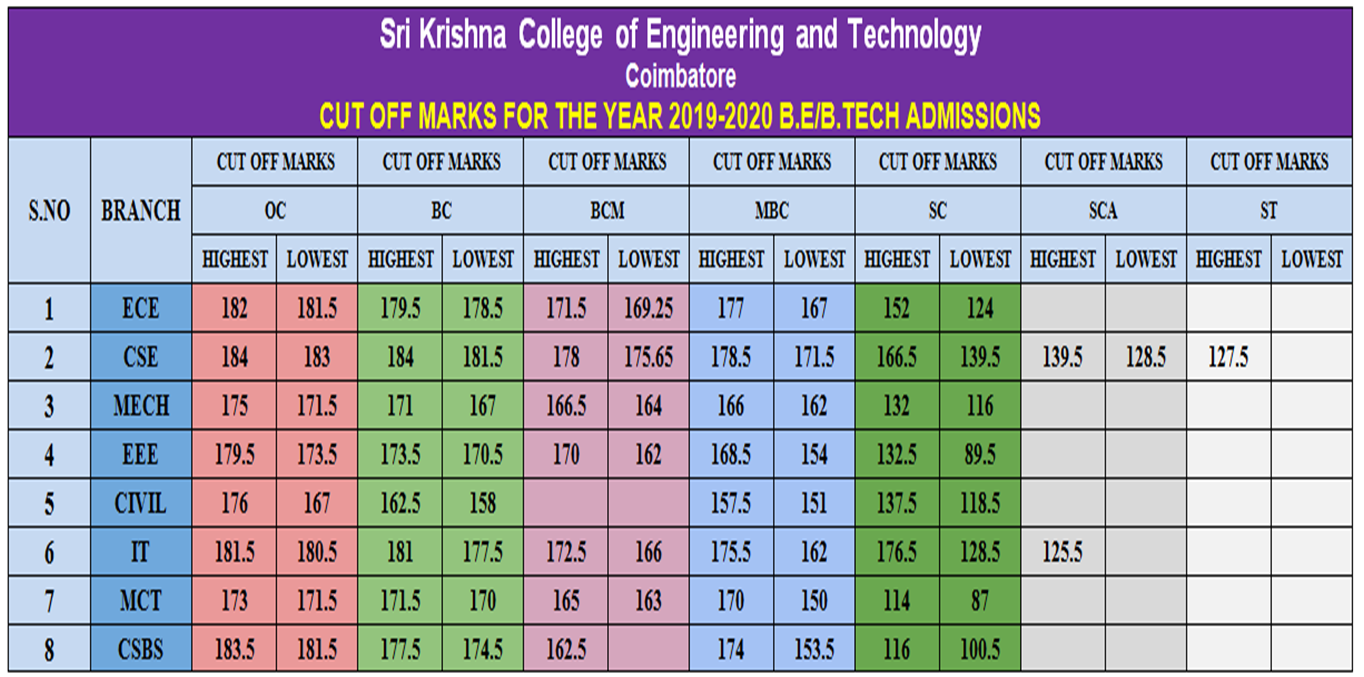 Sri Krishna College of Engineering and Technology
Coimbatore
CUT OFF MARKS FOR THE YEAR 2019-2020 B.E/B.TECH ADMISSIONS
S.NO BRANCH CUT OFF MARKS CUT OFF MARKS CUT OFF MARKS CUT OFF MARKS CUT OFF MARKS CUT OFF MARKS CUT OFF MARKS
OC BC BCM MBC SC SCA ST
HIGHEST LOWEST HIGHEST LOWEST HIGHEST LOWEST HIGHEST LOWEST HIGHEST LOWEST HIGHEST LOWEST HIGHEST LOWEST
1 ECE 182 181.5 179.5 178.5 171.5 169.25 177 167 152 124
2 CSE 184 183 184 181.5 178 175.65 178.5 171.5 166.5 139.5 139.5 128.5 127.5
3 MECH 175 171.5 171 167 166.5 164 166 162 132 116
4 EEE 179.5 173.5 173.5 170.5 170 162 168.5 154 132.5 89.5
5 CIVIL 176 167 162.5 158 157.5 151 137.5 118.5
6 IT 181.5 180.5 181 177.5 172.5 166 175.5 162 176.5 128.5 125.5
7 MCT 173 171.5 171.5 170 165 163 170 150 114 87
8 CSBS 183.5 181.5 177.5 174.5 162.5 174 153.5 116 100.5